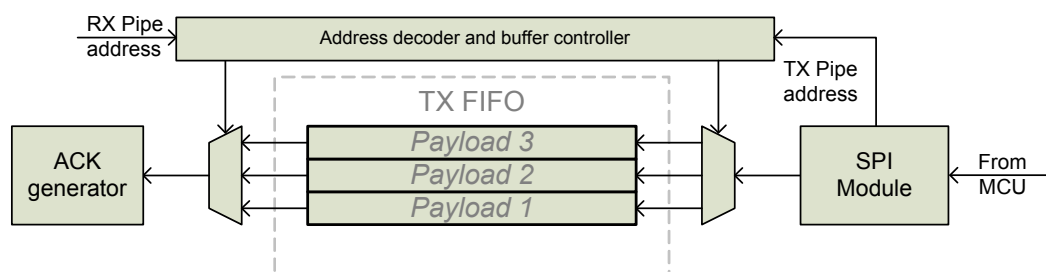 RX Pipe
address
Address decoder and buffer controller
TX Pipe
address
TX FIFO
Payload 3
Payload 2
Payload 1
ACK
generator
SPI
Module
From
MCU